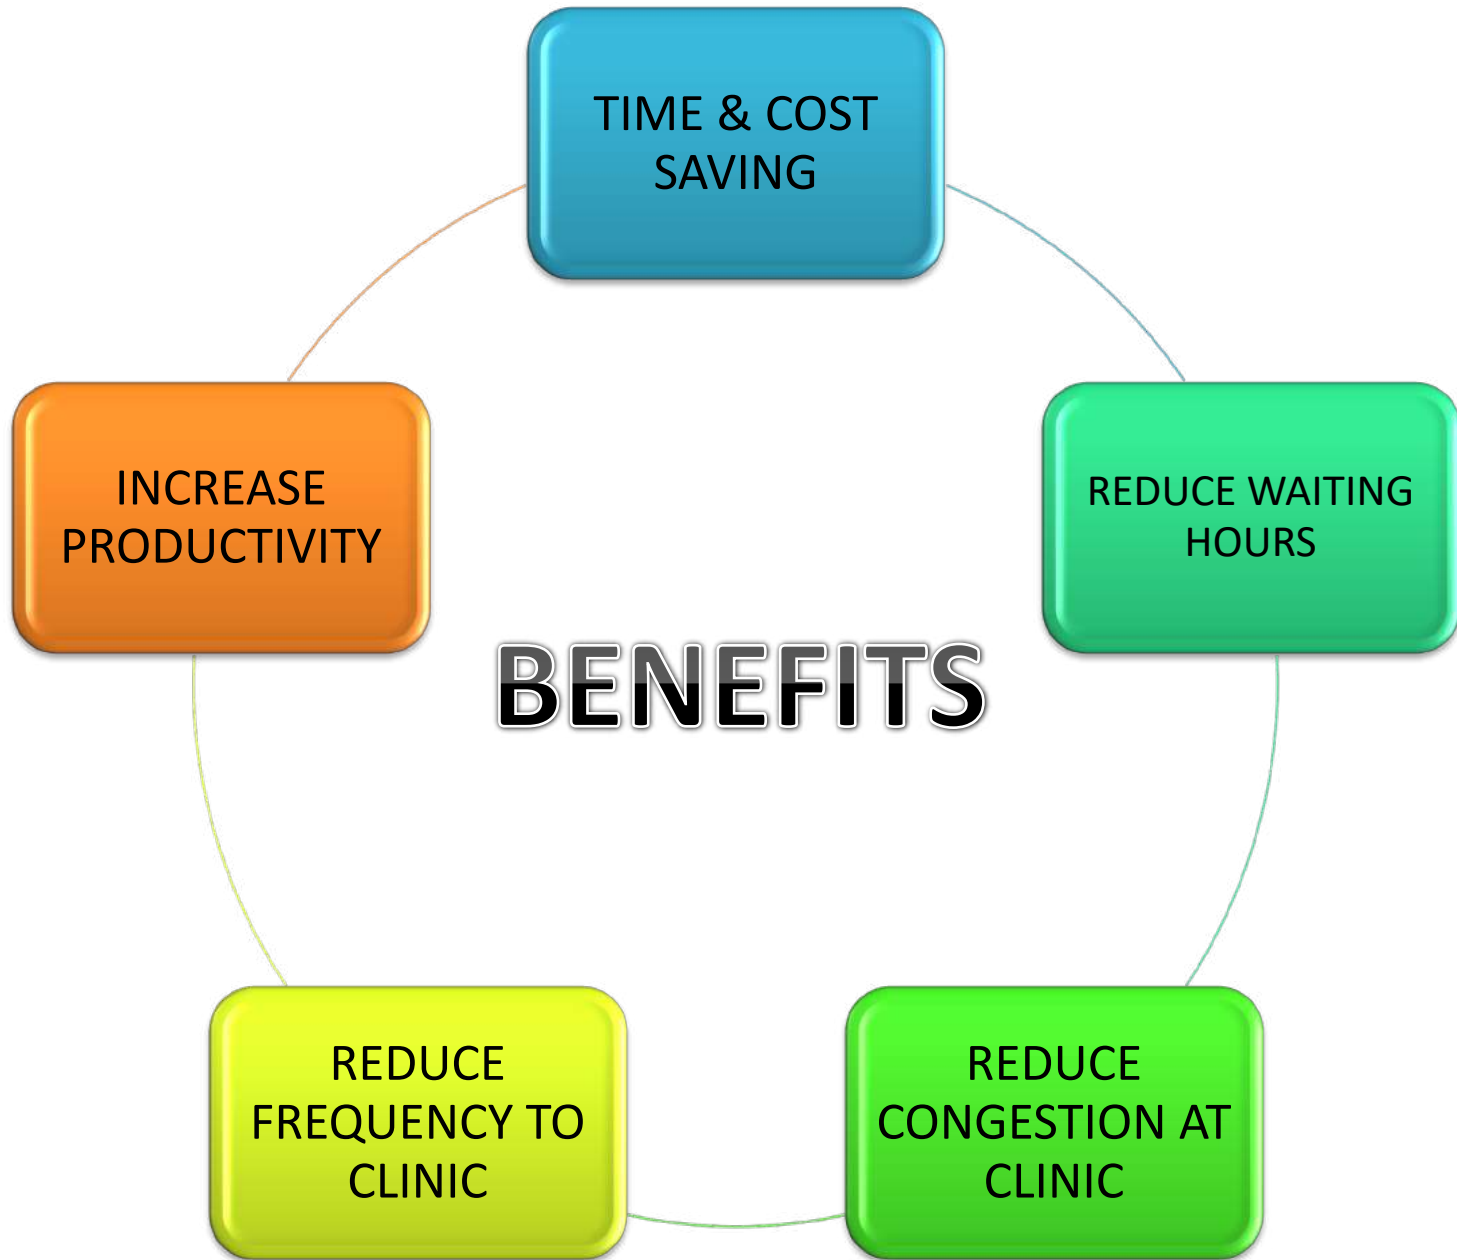 TIME & COST
SAVING
INCREASE
PRODUCTIVITY
REDUCE WAITING
HOURS
BENEFITS
REDUCE
FREQUENCY TO
CLINIC
REDUCE
CONGESTION AT
CLINIC